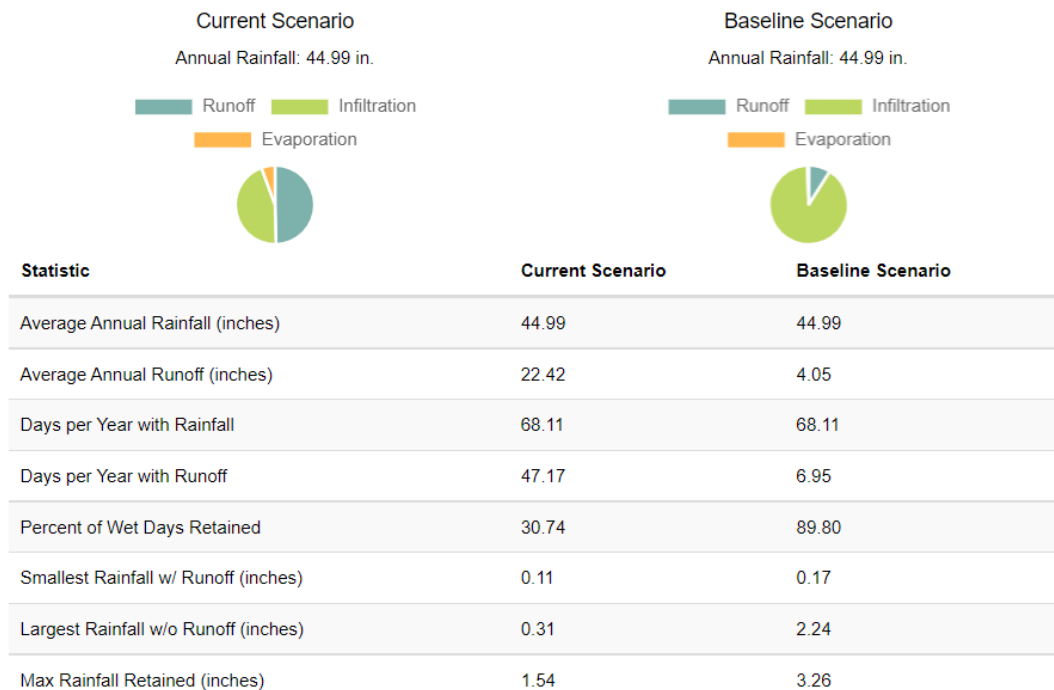 Current Scenario Baseline Scenario
Annual Rainfall: 44.99 in. Annual Rainfall: 44.99 in.
Runoff Infiltration Runoff Infiltration
Evaporation Evaporation
Statistic Current Scenario Baseline Scenario
Average Annual Rainfall (inches) 44.99 44.99
Average Annual Runoff (inches) 22.42 4.05
Days per Year with Rainfall 68.11 68.11
Days per Year with Runoff 47.17 6.95
Percent of Wet Days Retained 30.74 89.80
Smallest Rainfall w/ Runoff (inches) 0.11 0.17
Largest Rainfall w/o Runoff (inches) 0.31 2.24
Max Rainfall Retained (inches) 1.54 3.26